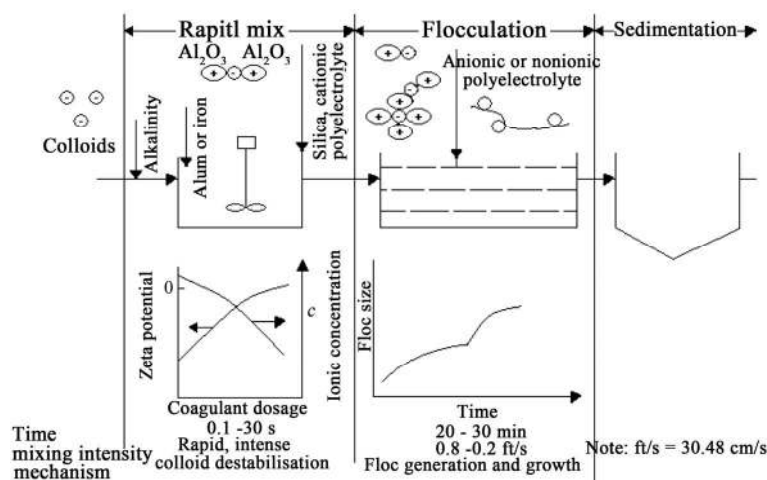 Rapitl mix
Flocculation
Sedimentation
Al2O3 Al2O3
+ - +
Colloids
- - -
Alkalinity
Alum or iron
Silica, cationic
polyelectrolyte
+ -
+ -
+ - +
+
Anionic or nonionic
polyelectrolyte
Zeta potential
0
c
Ionic concentration
Coagulant dosage
0.1 -30 s
Rapid, intense
colloid destabilisation
Floc size
Time
20 - 30 min
0.8 -0.2 ft/s
Floc generation and growth
Time
mixing intensity
mechanism
Note: ft/s = 30.48 cm/s